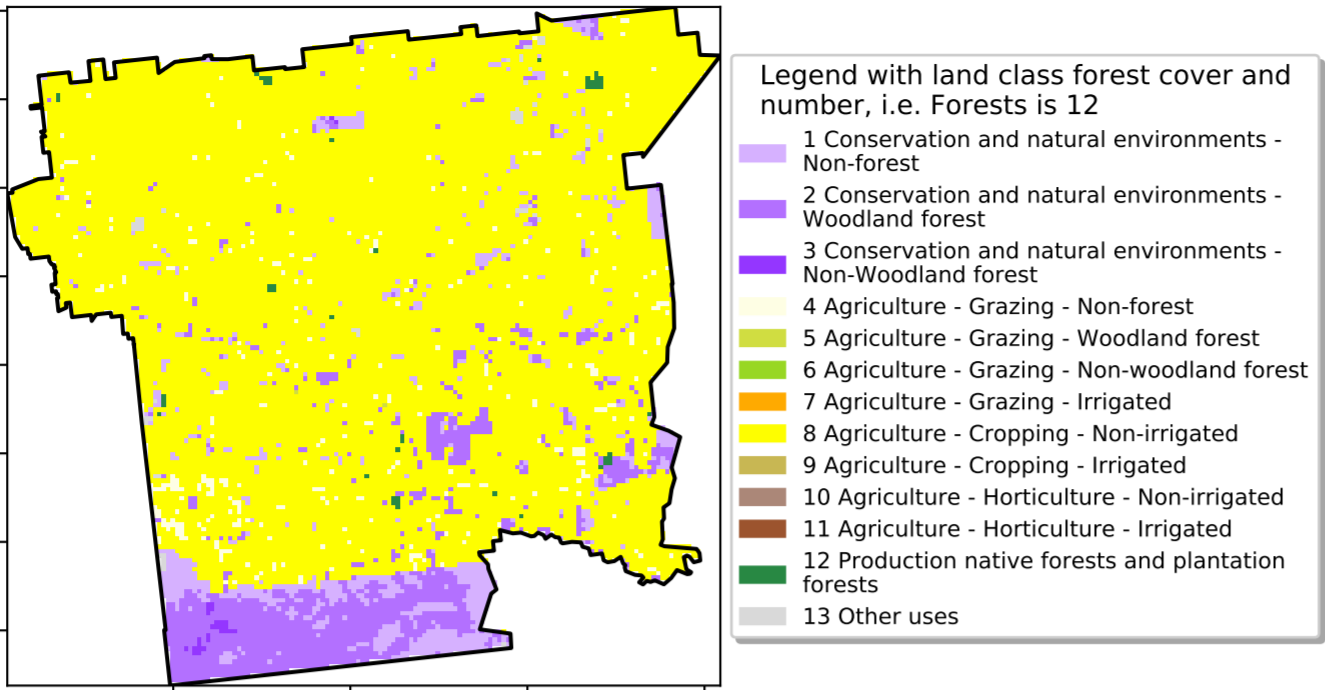 Legend with land class forest cover and
number, i.e. Forests is 12
1 Conservation and natural environments -
Non-forest
2 Conservation and natural environments -
Woodland forest
3 Conservation and natural environments -
Non-Woodland forest
4 Agriculture - Grazing - Non-forest
5 Agriculture - Grazing - Woodland forest
6 Agriculture - Grazing - Non-woodland forest
7 Agriculture - Grazing - Irrigated
8 Agriculture - Cropping - Non-irrigated
9 Agriculture - Cropping - Irrigated
10 Agriculture - Horticulture - Non-irrigated
11 Agriculture - Horticulture - Irrigated
12 Production native forests and plantation
forests
13 Other uses